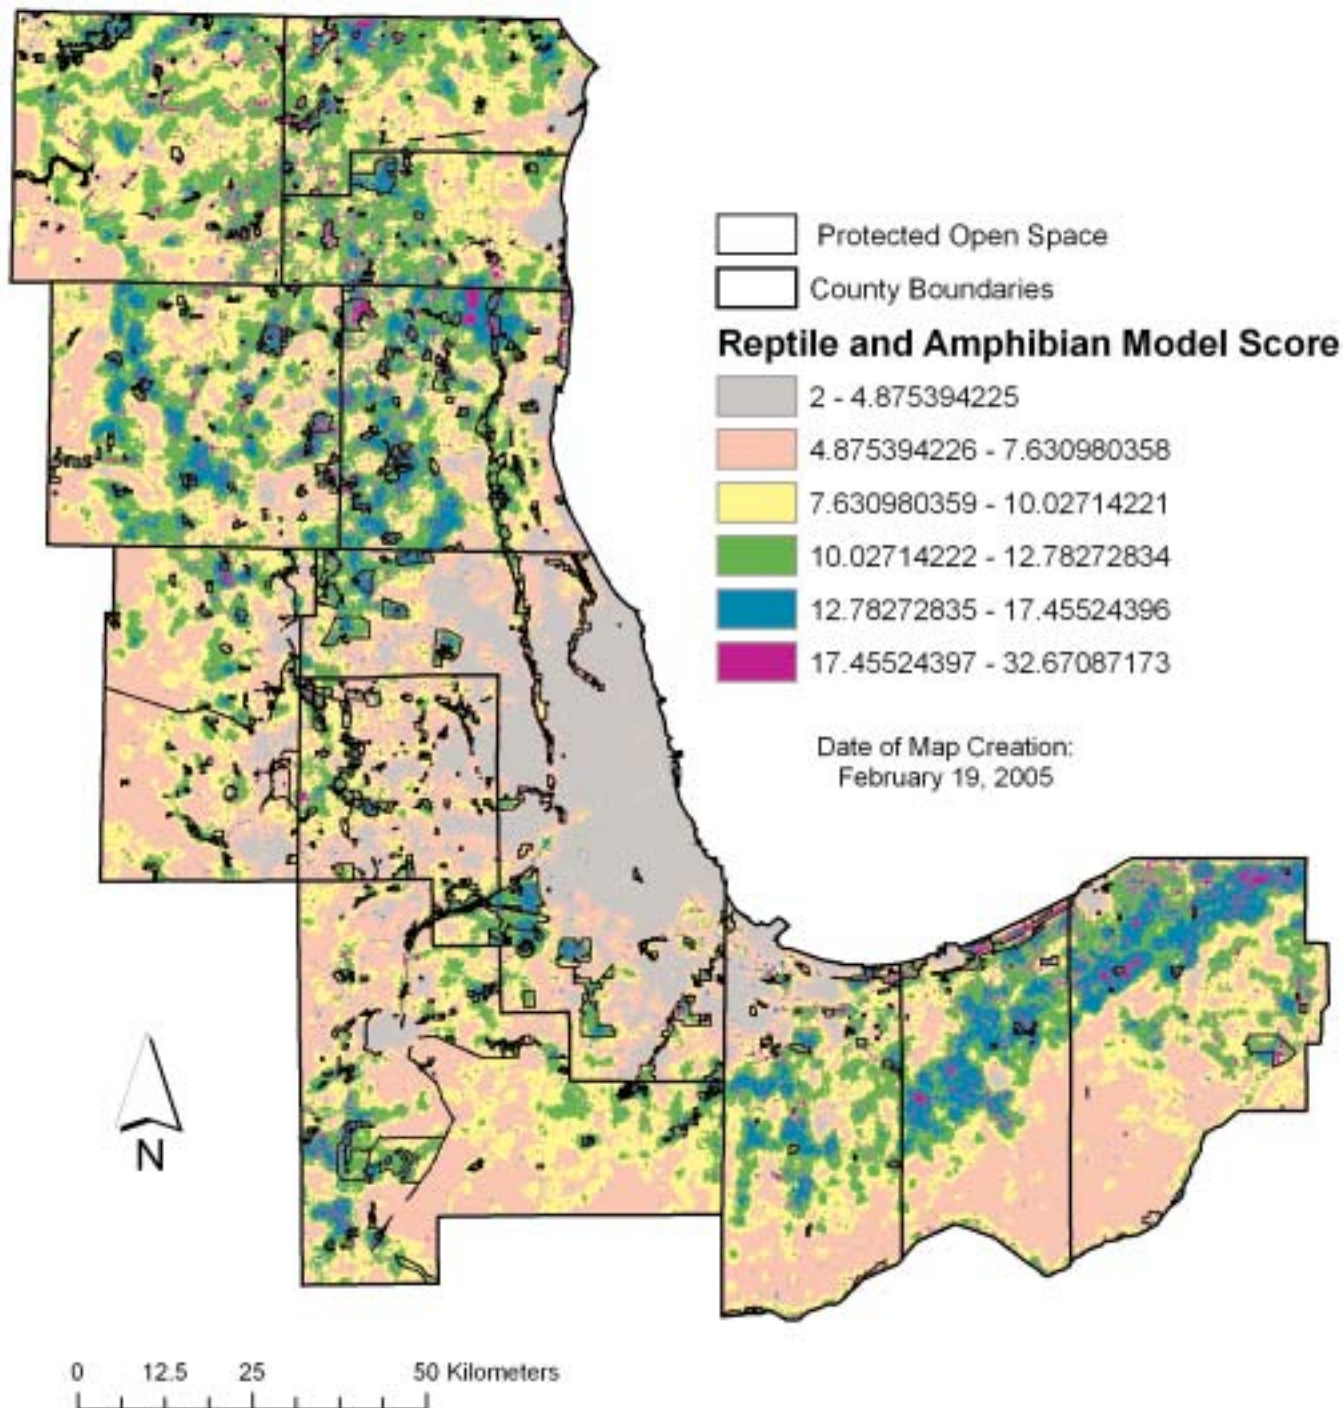 Protected Open Space
County Boundaries
Reptile and Amphibian Model Score
2 - 4.875394225
4.875394226 - 7.630980358
7.630980359 - 10.02714221
10.02714222 - 12.78272834
12.78272835 - 17.45524396
17.45524397 - 32.67087173
Date of Map Creation:
February 19, 2005
N
0 12.5 25 50 Kilometers